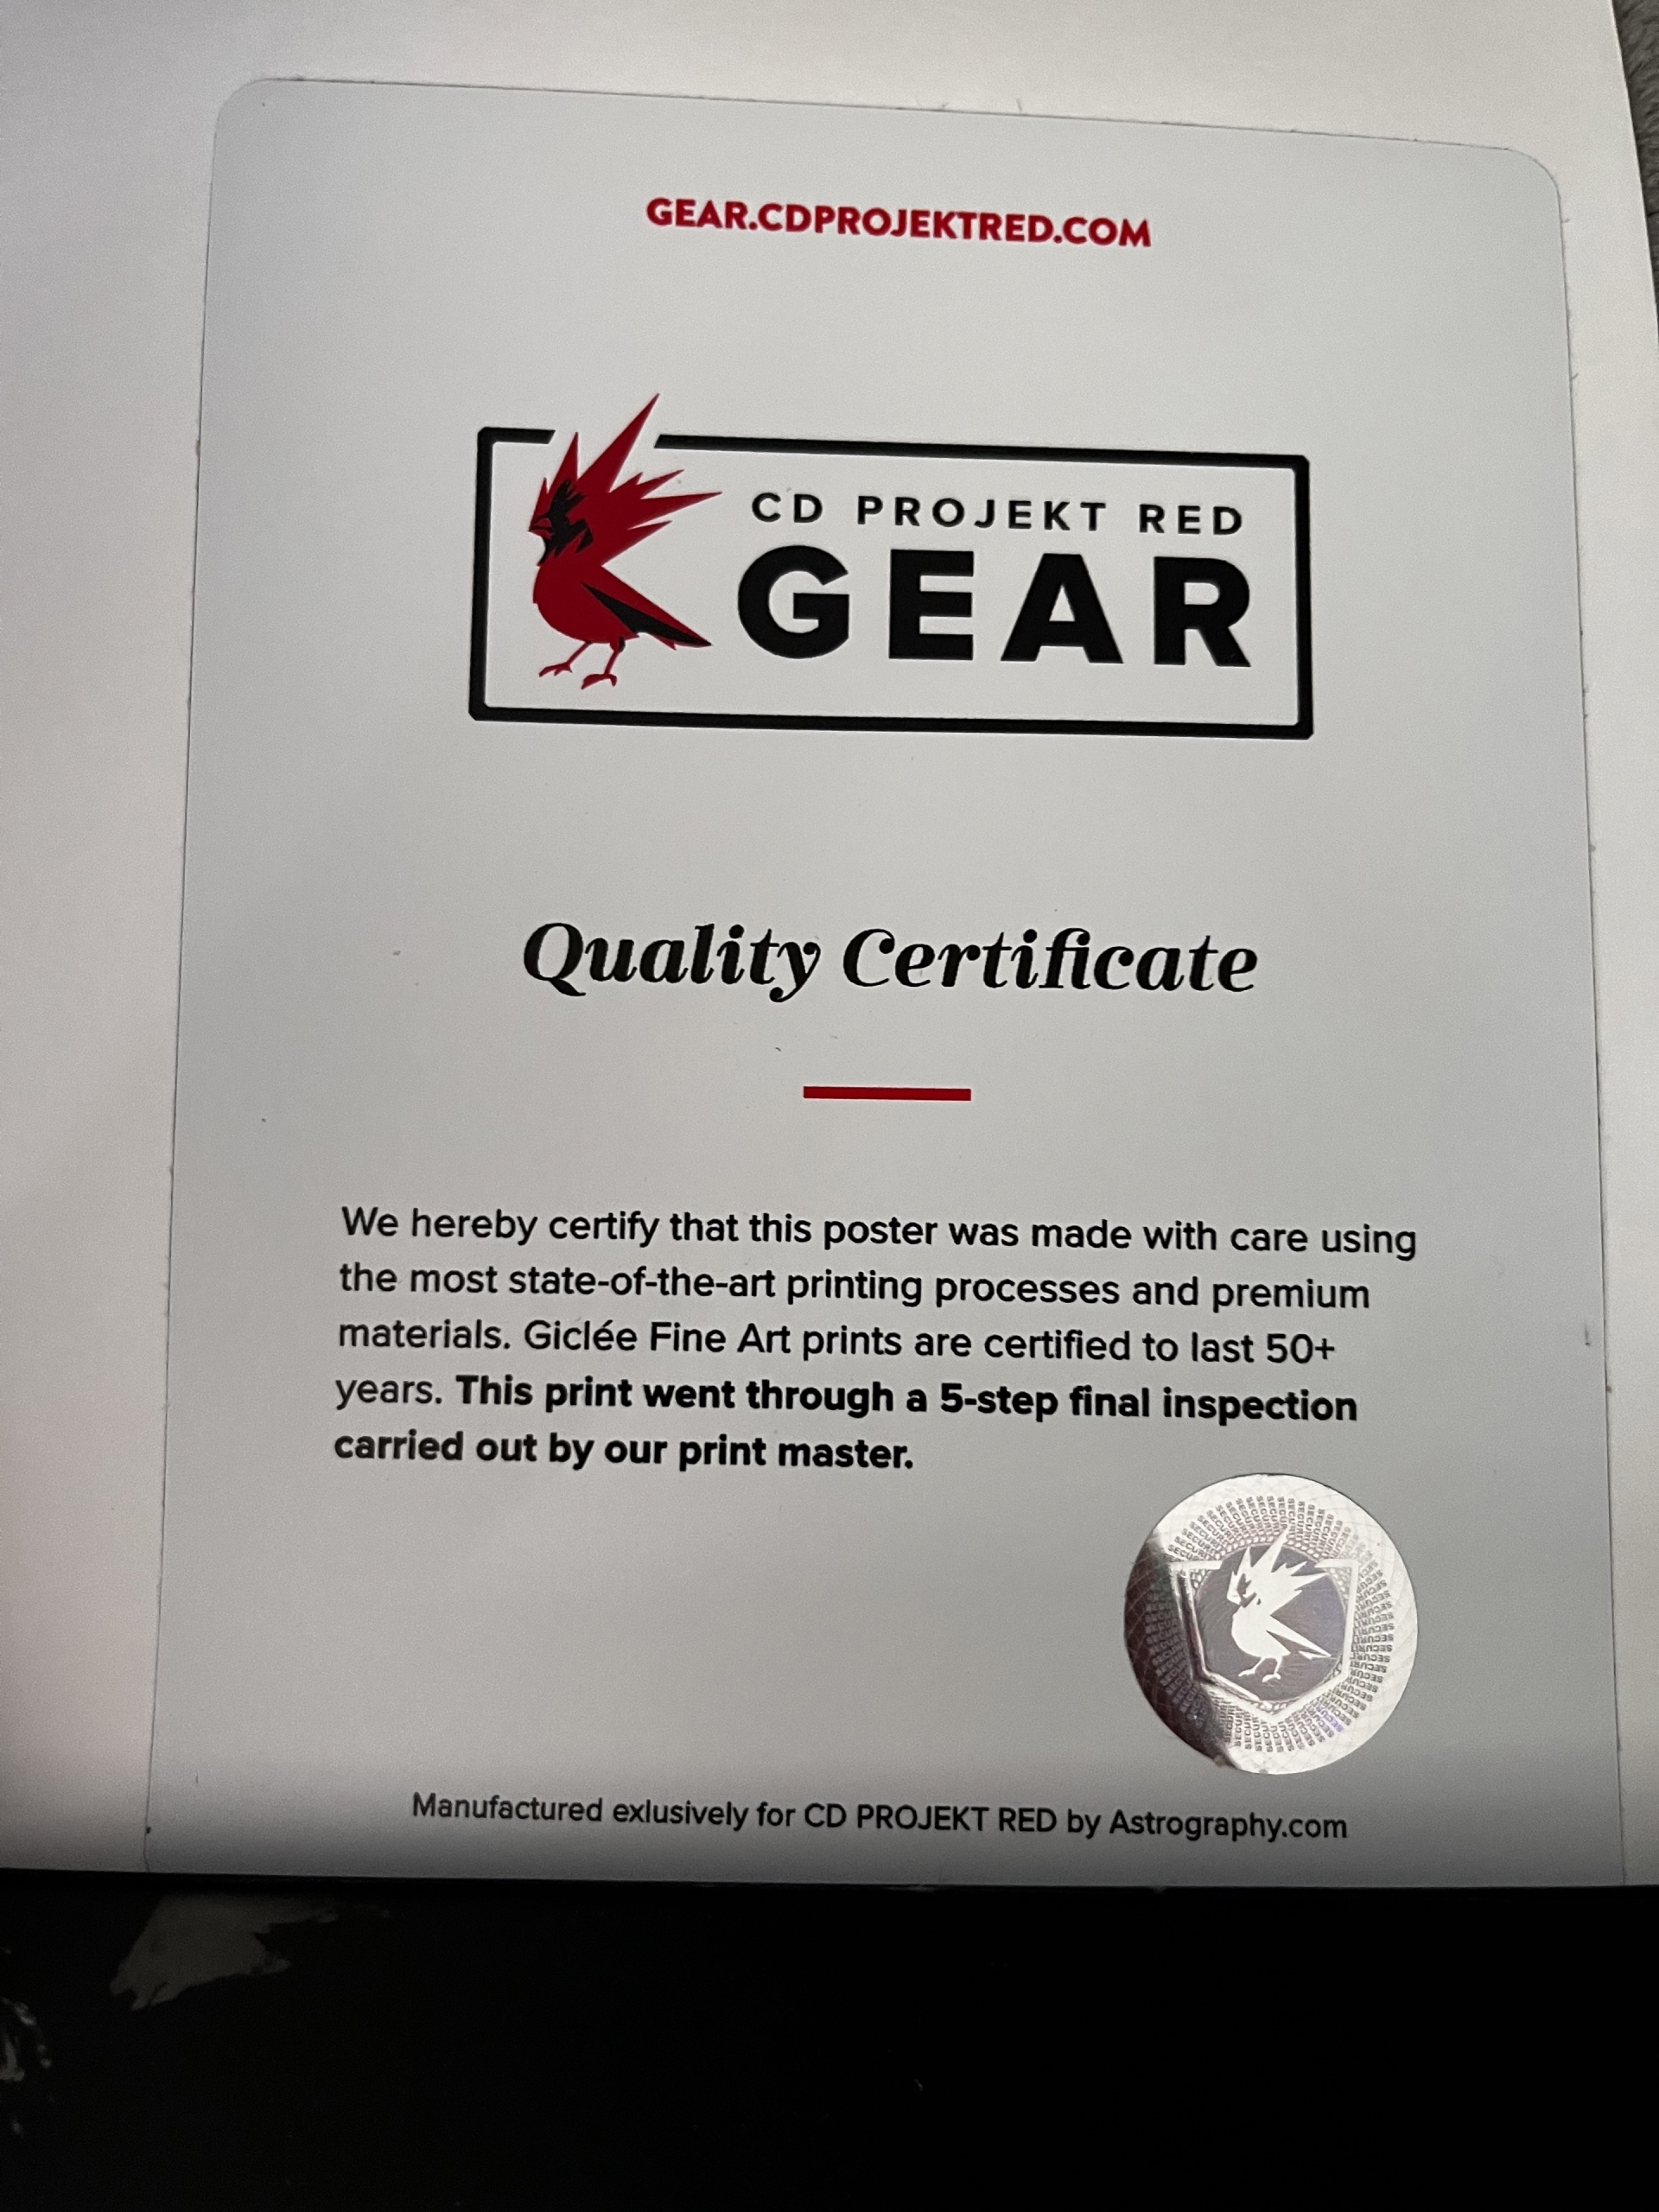 GEAR.CDPROJEKTRED.COM
CD PROJEKT RED
GEAR
Quality Certificate
We hereby certify that this poster was made with care using
the most state-of-the-art printing processes and premium
materials. Giclée Fine Art prints are certified to last 50+
years. This print went through a 5-step final inspection
carried out by our print master.
Manufactured exlusively for CD PROJEKT RED by Astrography.com